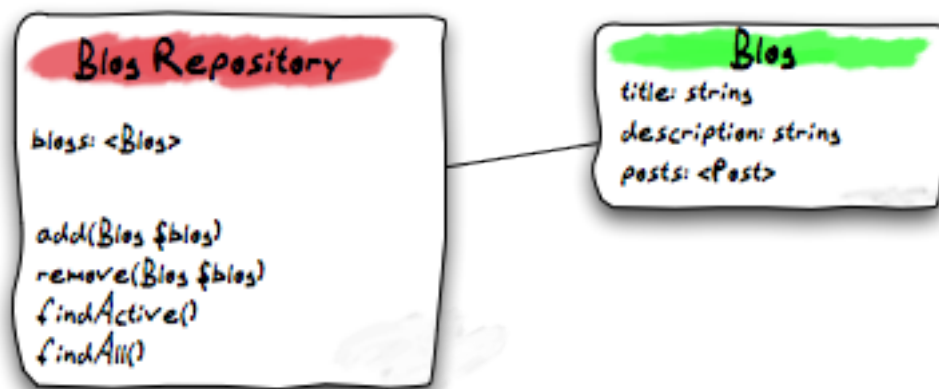 Blog Repository
blogs: <Blog>
add(Blog $blog)
remove(Blog $blog)
findActive()
findAll()
Blog
title: string
description: string
posts: <Post>